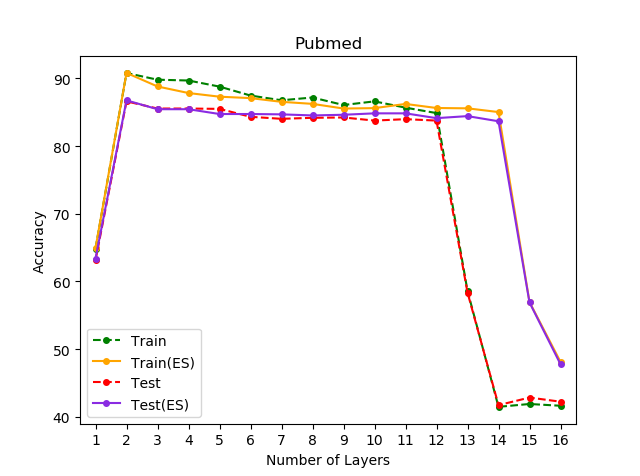 Pubmed
Accuracy
90
80
70
60
50
40
Train
Train(ES)
Test
Test(ES)
1 2 3 4 5 6 7 8 9 10 11 12 13 14 15 16
Number of Layers